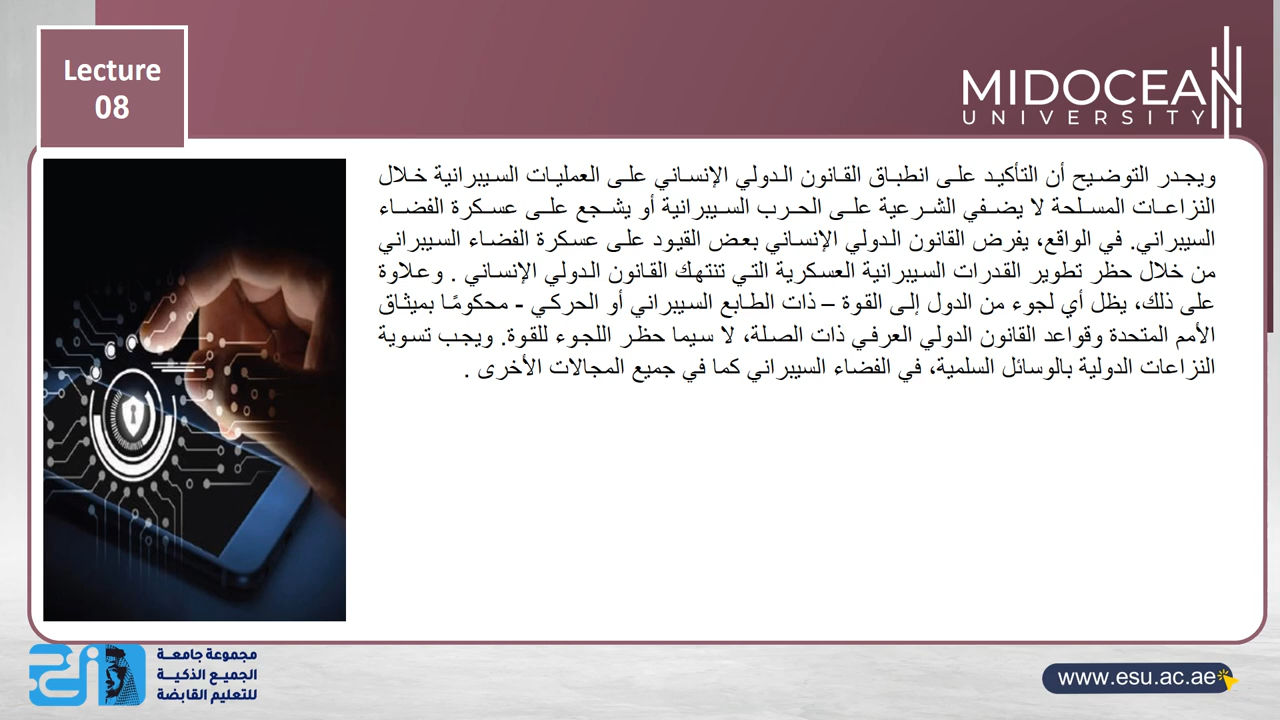 Lecture
08
MIDOCEAN
UNIVERSITY
ويجدر التوضيح أن التأكيد على انطباق القانون الدولي الإنساني على العمليات السيبرانية خلال
النزاعات المسلحة لا يضفي الشرعية على الحرب السيبرانية أو يشجع على عسكرة الفضاء
السيبراني. في الواقع، يفرض القانون الدولي الإنساني بعض القيود على عسكرة الفضاء السيبراني
من خلال حظر تطوير القدرات السيبرانية العسكرية التي تنتهك القانون الدولي الإنساني . وعلاوة
على ذلك، يظل أي لجوء من الدول إلى القوة – ذات الطابع السيبراني أو الحركي - محكومًا بميثاق
الأمم المتحدة وقواعد القانون الدولي العرفي ذات الصلة، لا سيما حظر اللجوء للقوة. ويجب تسوية
النزاعات الدولية بالوسائل السلمية، في الفضاء السيبراني كما في جميع المجالات الأخرى .
مجموعة جامعة
الجميع الذكية
للتعليم القابضة
www.esu.ac.ae